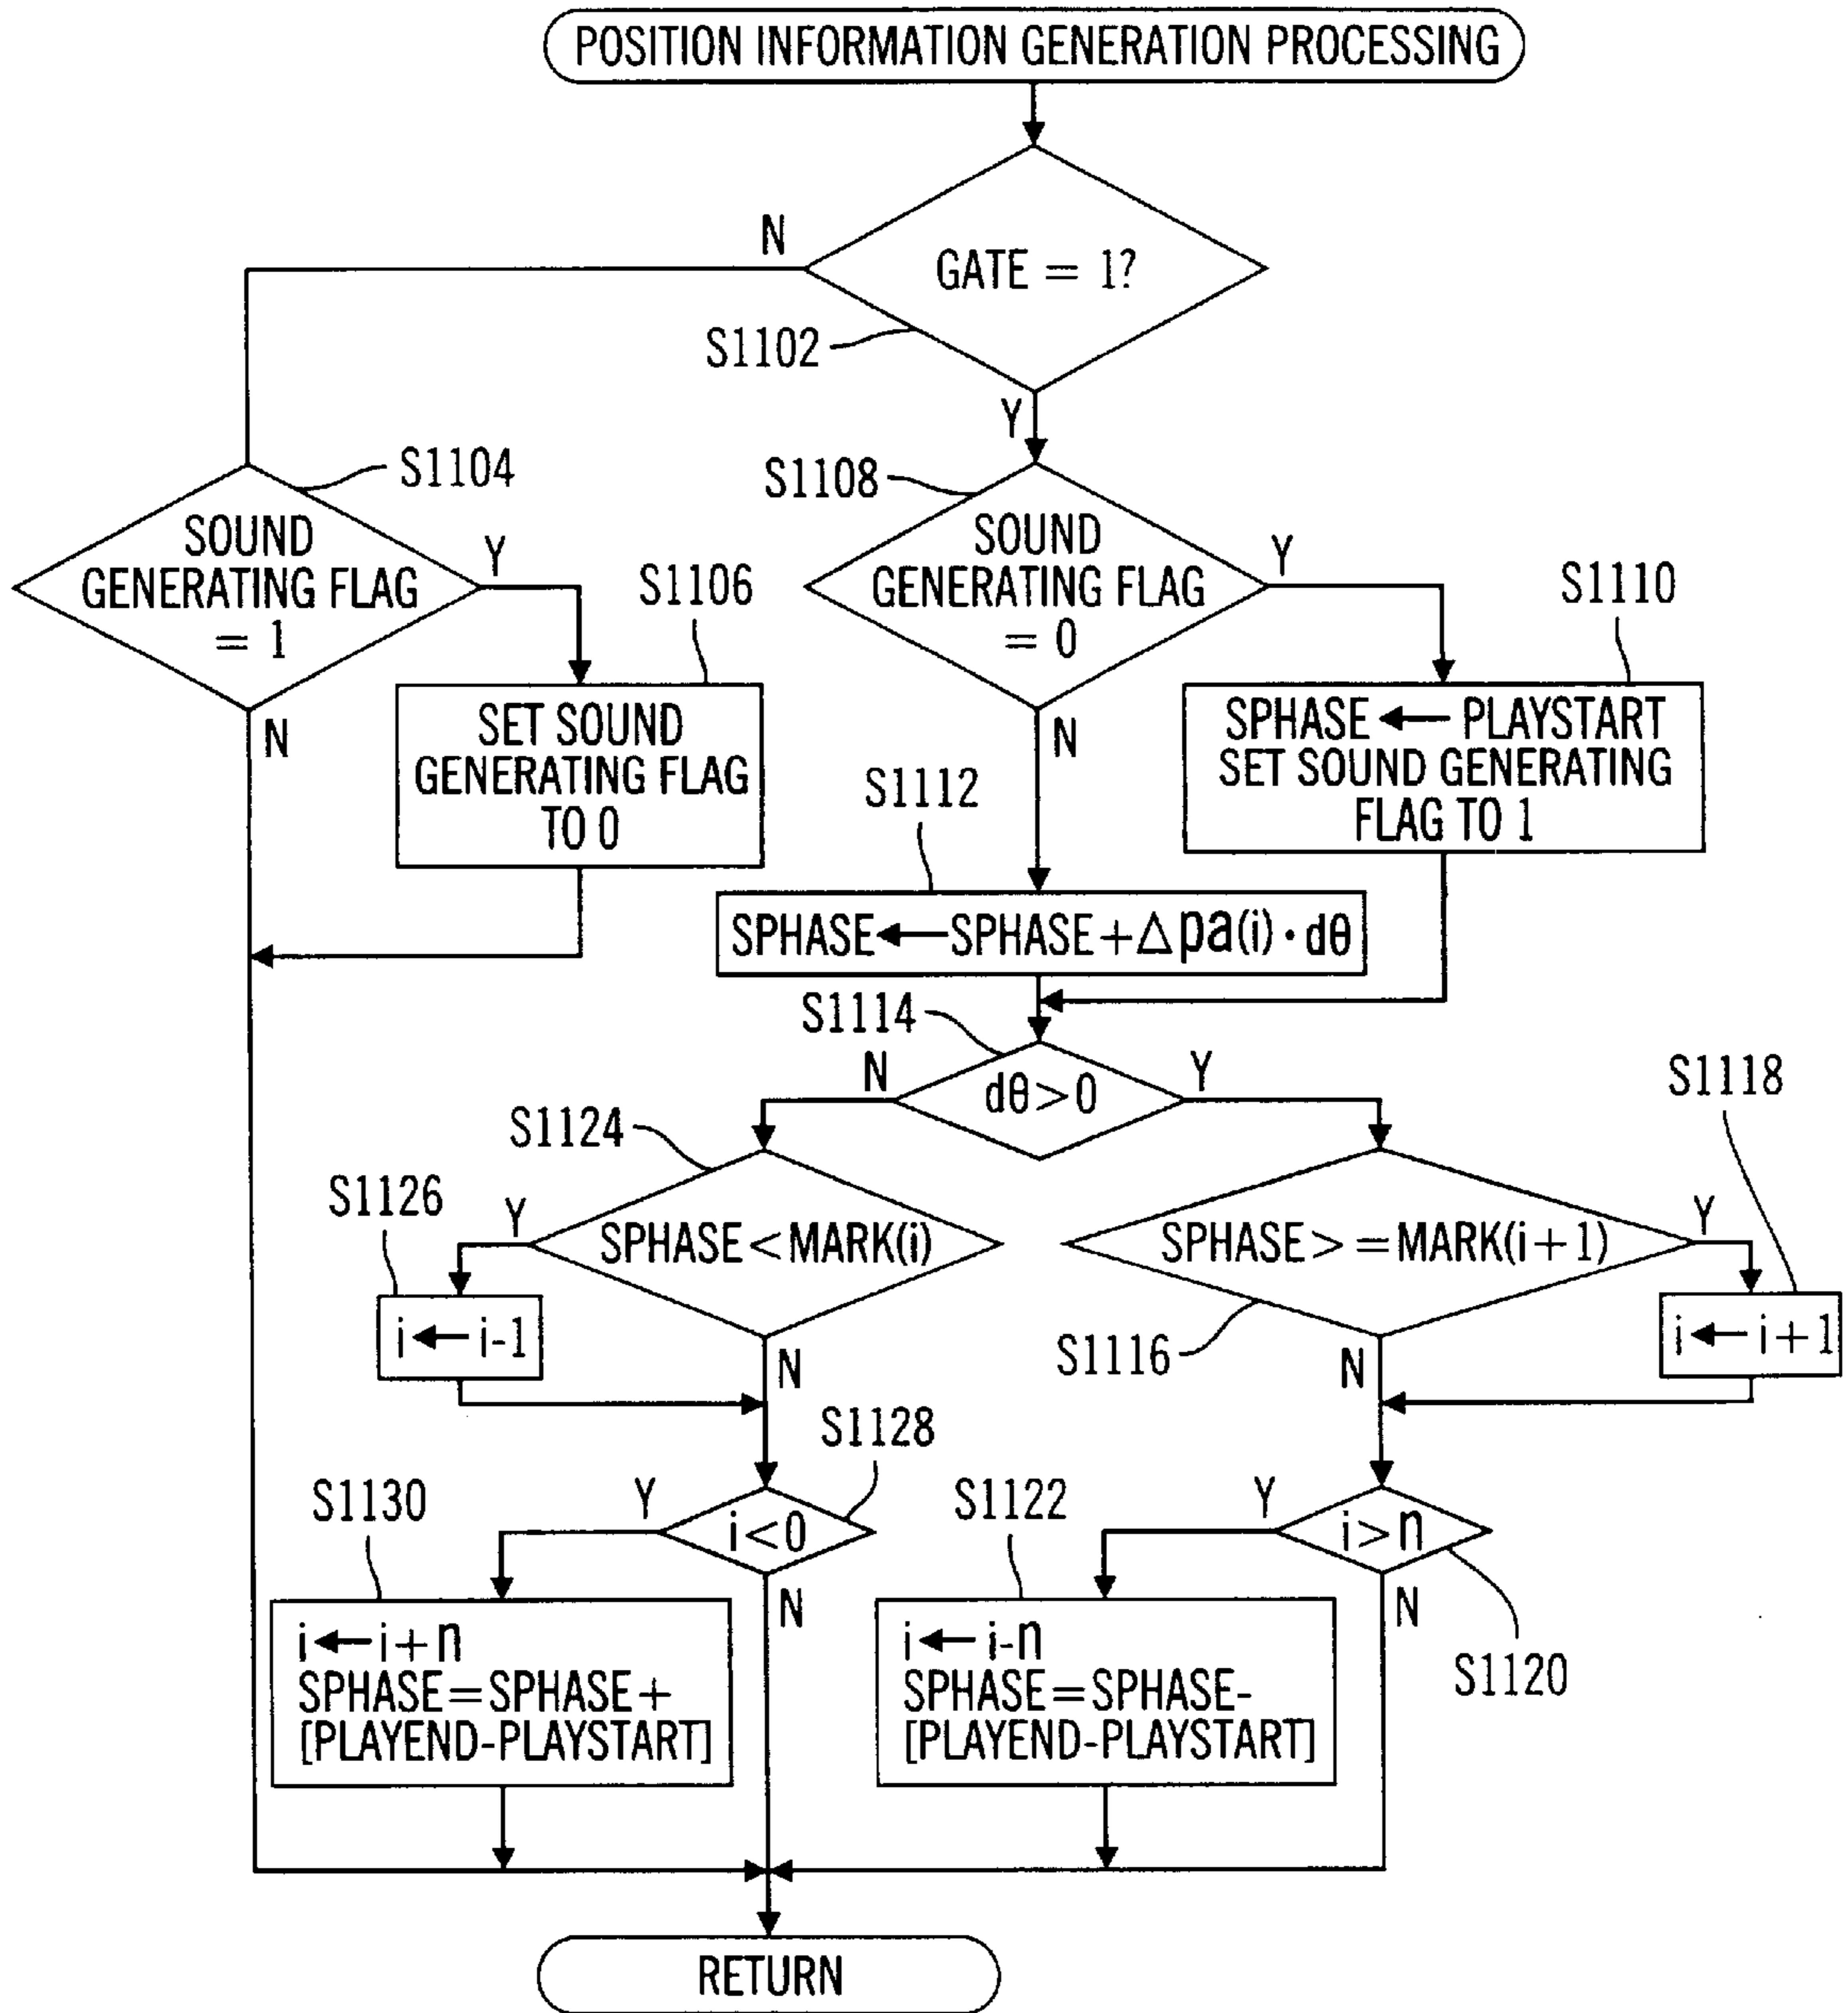 POSITION INFORMATION GENERATION PROCESSING
N
GATE = 1?
S1102
Y
S1104
S1108
SOUND
GENERATING FLAG
= 1
Y
S1106
SOUND
GENERATING FLAG
= 0
Y
S1110
N
SET SOUND
GENERATING FLAG
TO 0
N
SPHASE ← PLAYSTART
SET SOUND GENERATING
FLAG TO 1
S1112
SPHASE ← SPHASE + Δpa(i) · dθ
S1114
N
dθ > 0
Y
S1118
S1124
S1126
Y
SPHASE < MARK(i)
SPHASE > = MARK(i + 1)
Y
i ← i-1
N
S1116
N
i ← i + 1
S1128
S1130
Y
i < 0
S1122
Y
i > n
N
N
i ← i + n
SPHASE = SPHASE +
[PLAYEND-PLAYSTART]
i ← i-n
SPHASE = SPHASE-
[PLAYEND-PLAYSTART]
S1120
RETURN